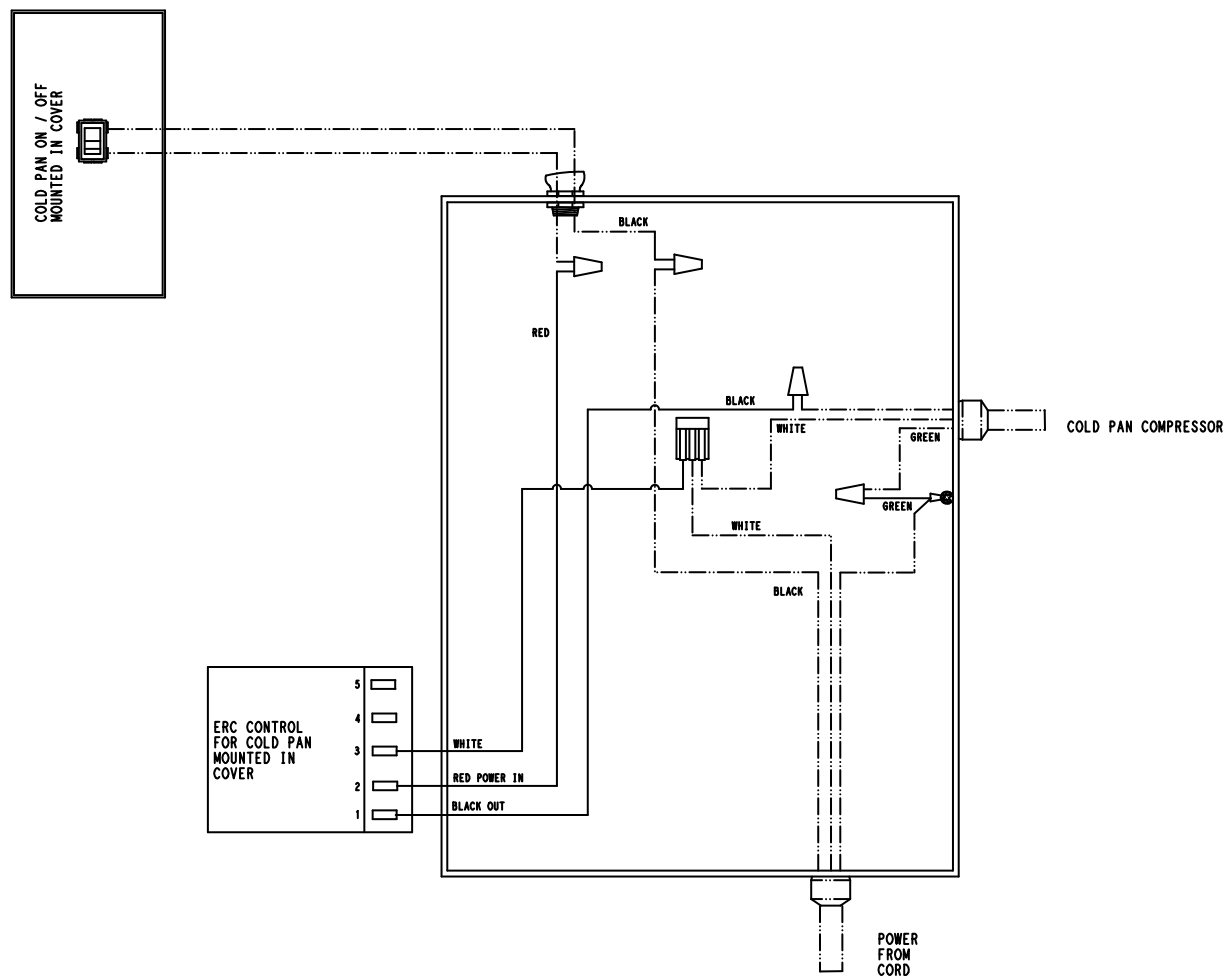 COLD PAN ON / OFF
MOUNTED IN COVER
BLACK
RED
BLACK
WHITE
GREEN
COLD PAN COMPRESSOR
GREEN
WHITE
BLACK
5
4
3
2
1
ERC CONTROL
FOR COLD PAN
MOUNTED IN
COVER
WHITE
RED POWER IN
BLACK OUT
POWER
FROM
CORD